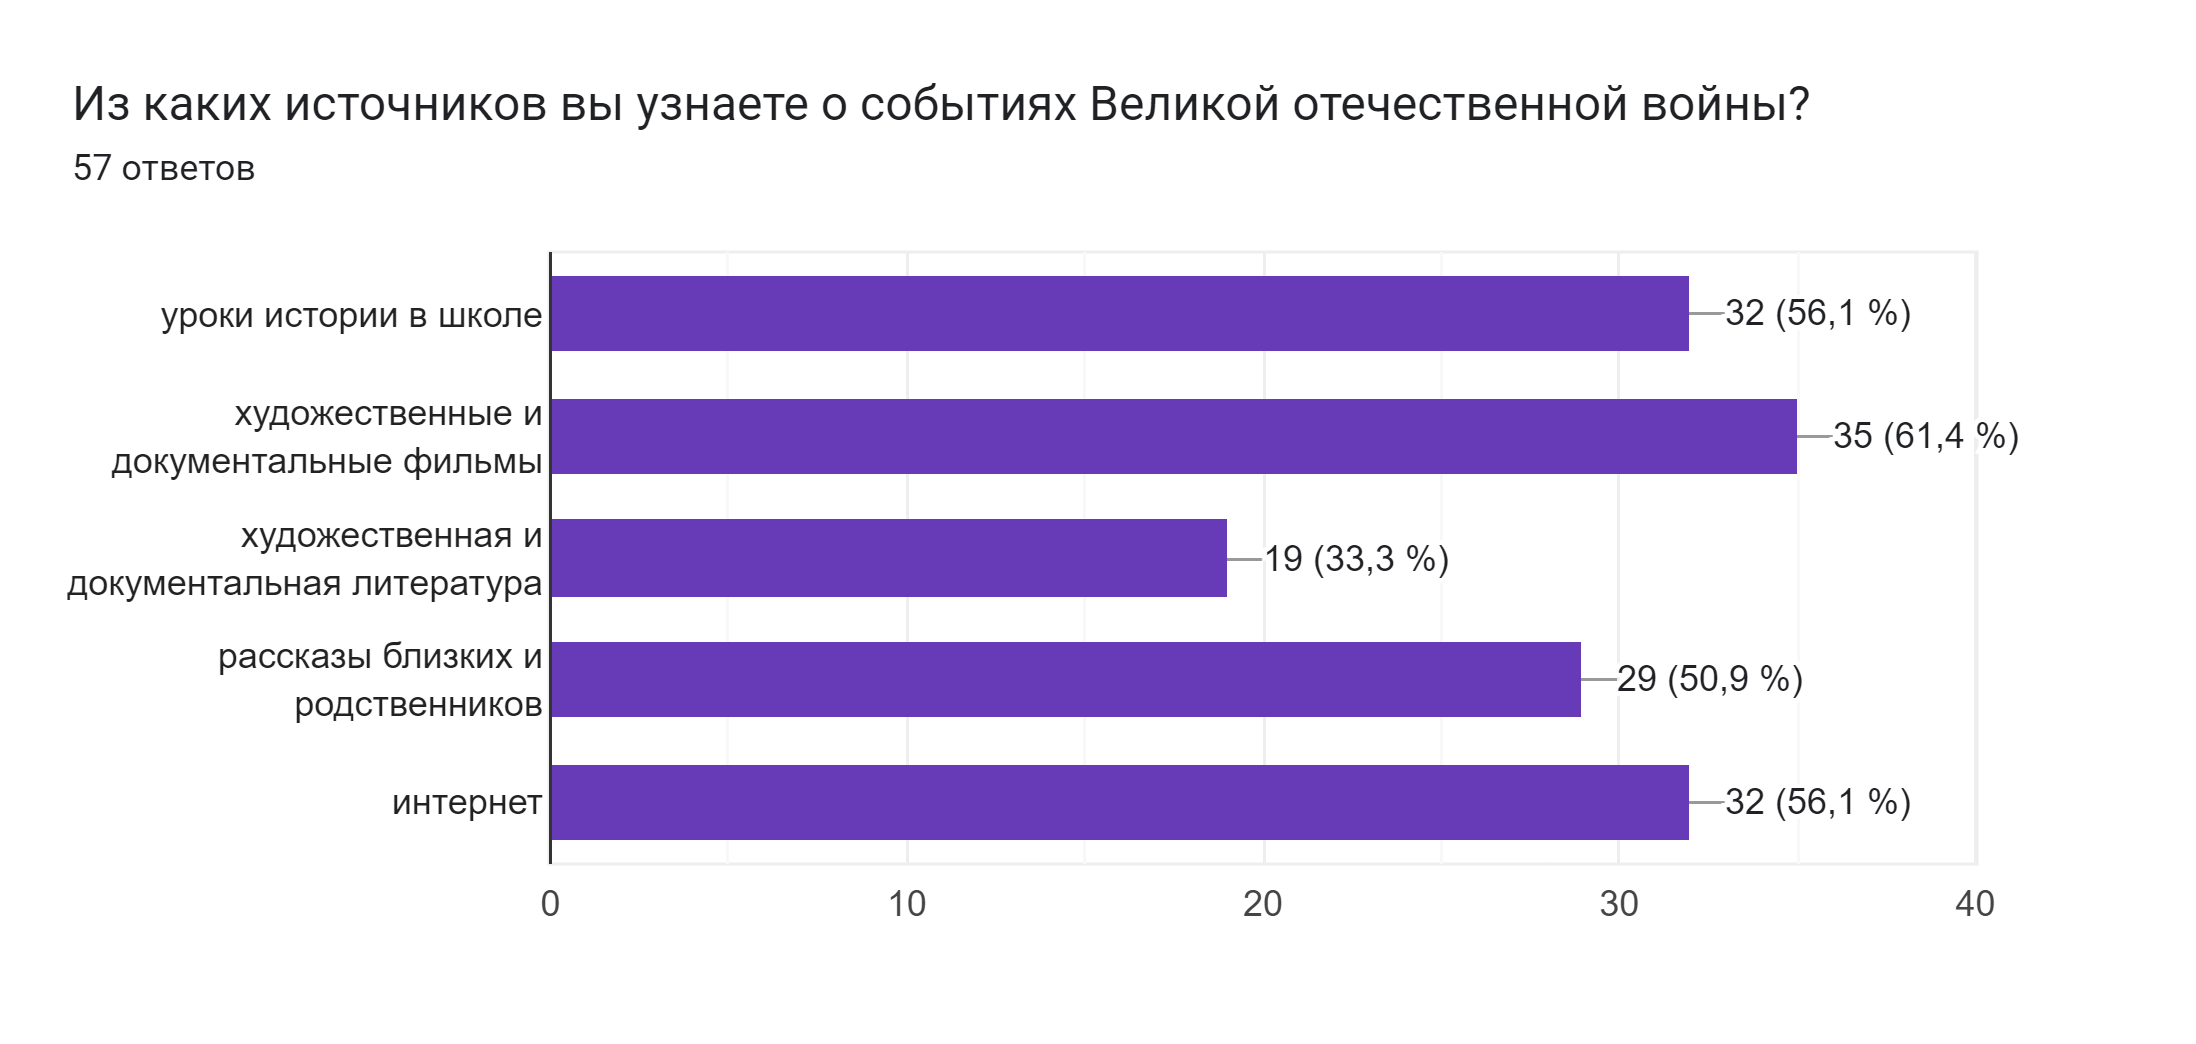 Из каких источников вы узнаете о событиях Великой отечественной войны?
57 ответов
уроки истории в школе
32 (56,1 %)
художественные и
документальные фильмы
35 (61,4 %)
художественная и
документальная литература
19 (33,3 %)
рассказы близких и
родственников
29 (50,9 %)
интернет
32 (56,1 %)
0 10 20 30 40